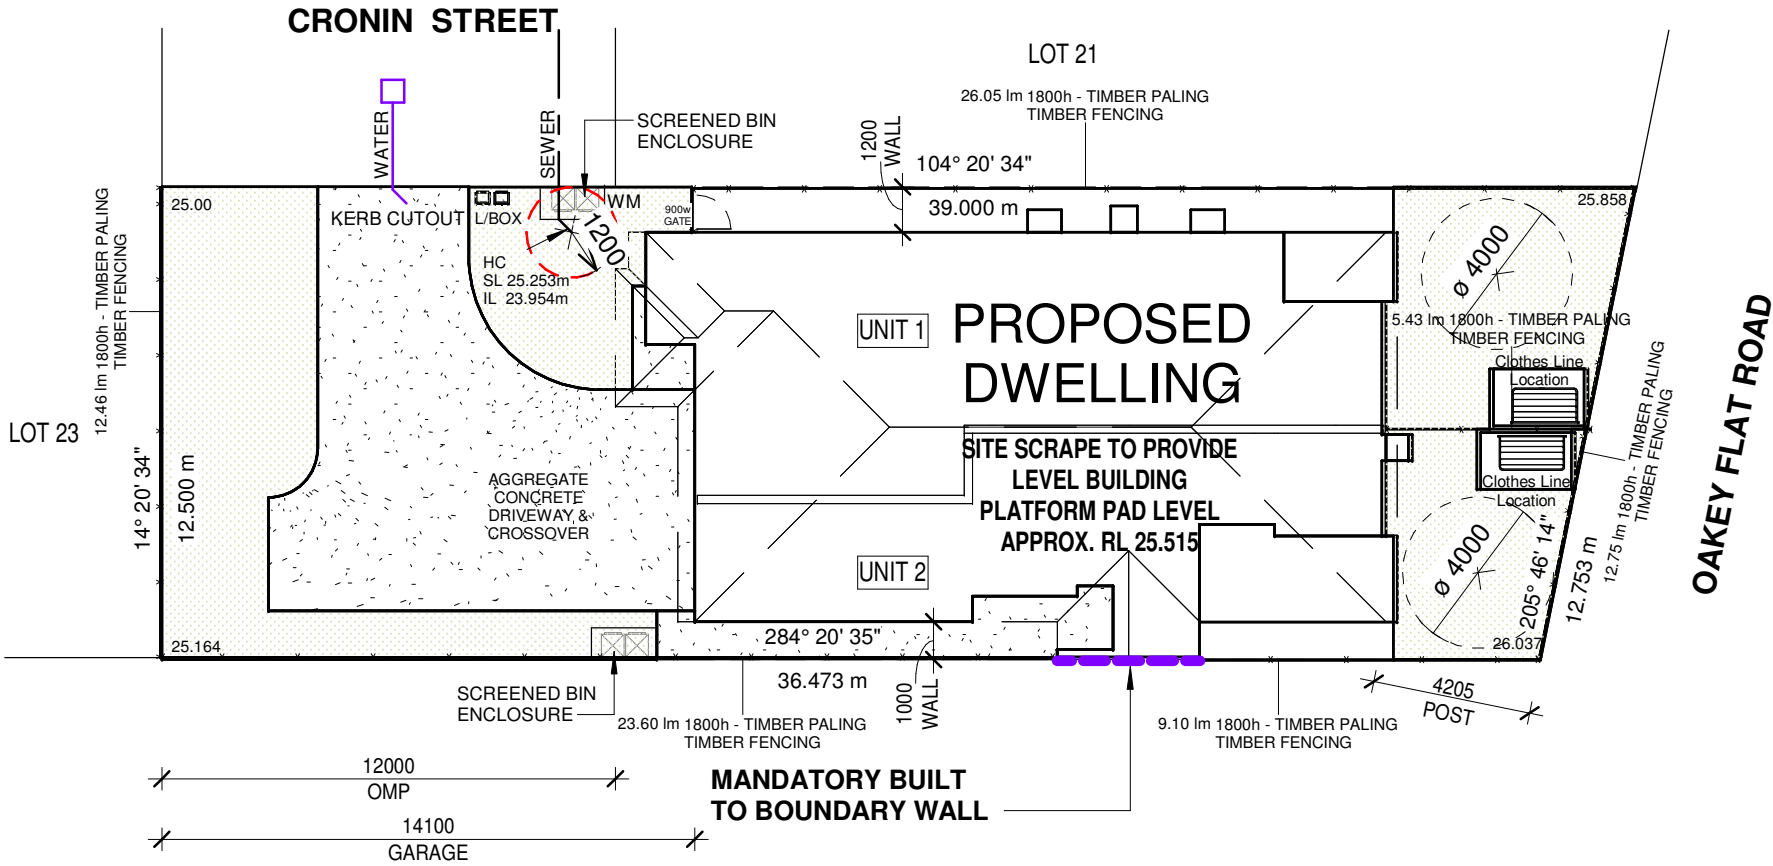 CRONIN STREET
LOT 21
26.05 lm 1800h - TIMBER PALING
TIMBER FENCING
WATER
SEWER
SCREENED BIN
ENCLOSURE
1200
WALL
104° 20' 34"
39.000 m
25.00
KERB CUTOUT
L/BOX
WM
900w
GATE
25.858
1200
HC
SL 25.253m
IL 23.954m
12.46 lm 1800h - TIMBER PALING
TIMBER FENCING
LOT 23
14° 20' 34"
12.500 m
UNIT 1
PROPOSED
DWELLING
ø 4000
5.43 lm 1800h - TIMBER PALING
TIMBER FENCING
Clothes Line
Location
OAKEY FLAT ROAD
SITE SCRAPE TO PROVIDE
LEVEL BUILDING
PLATFORM PAD LEVEL
APPROX. RL 25.515
AGGREGATE
CONCRETE
DRIVEWAY &
CROSSOVER
UNIT 2
Clothes Line
Location
ø 4000
205° 46' 14"
12.753 m
12.75 lm 1800h - TIMBER PALING
TIMBER FENCING
25.164
284° 20' 35"
26.037
36.473 m
1000
WALL
SCREENED BIN
ENCLOSURE
23.60 lm 1800h - TIMBER PALING
TIMBER FENCING
9.10 lm 1800h - TIMBER PALING
TIMBER FENCING
4205
POST
12000
OMP
MANDATORY BUILT
TO BOUNDARY WALL
14100
GARAGE